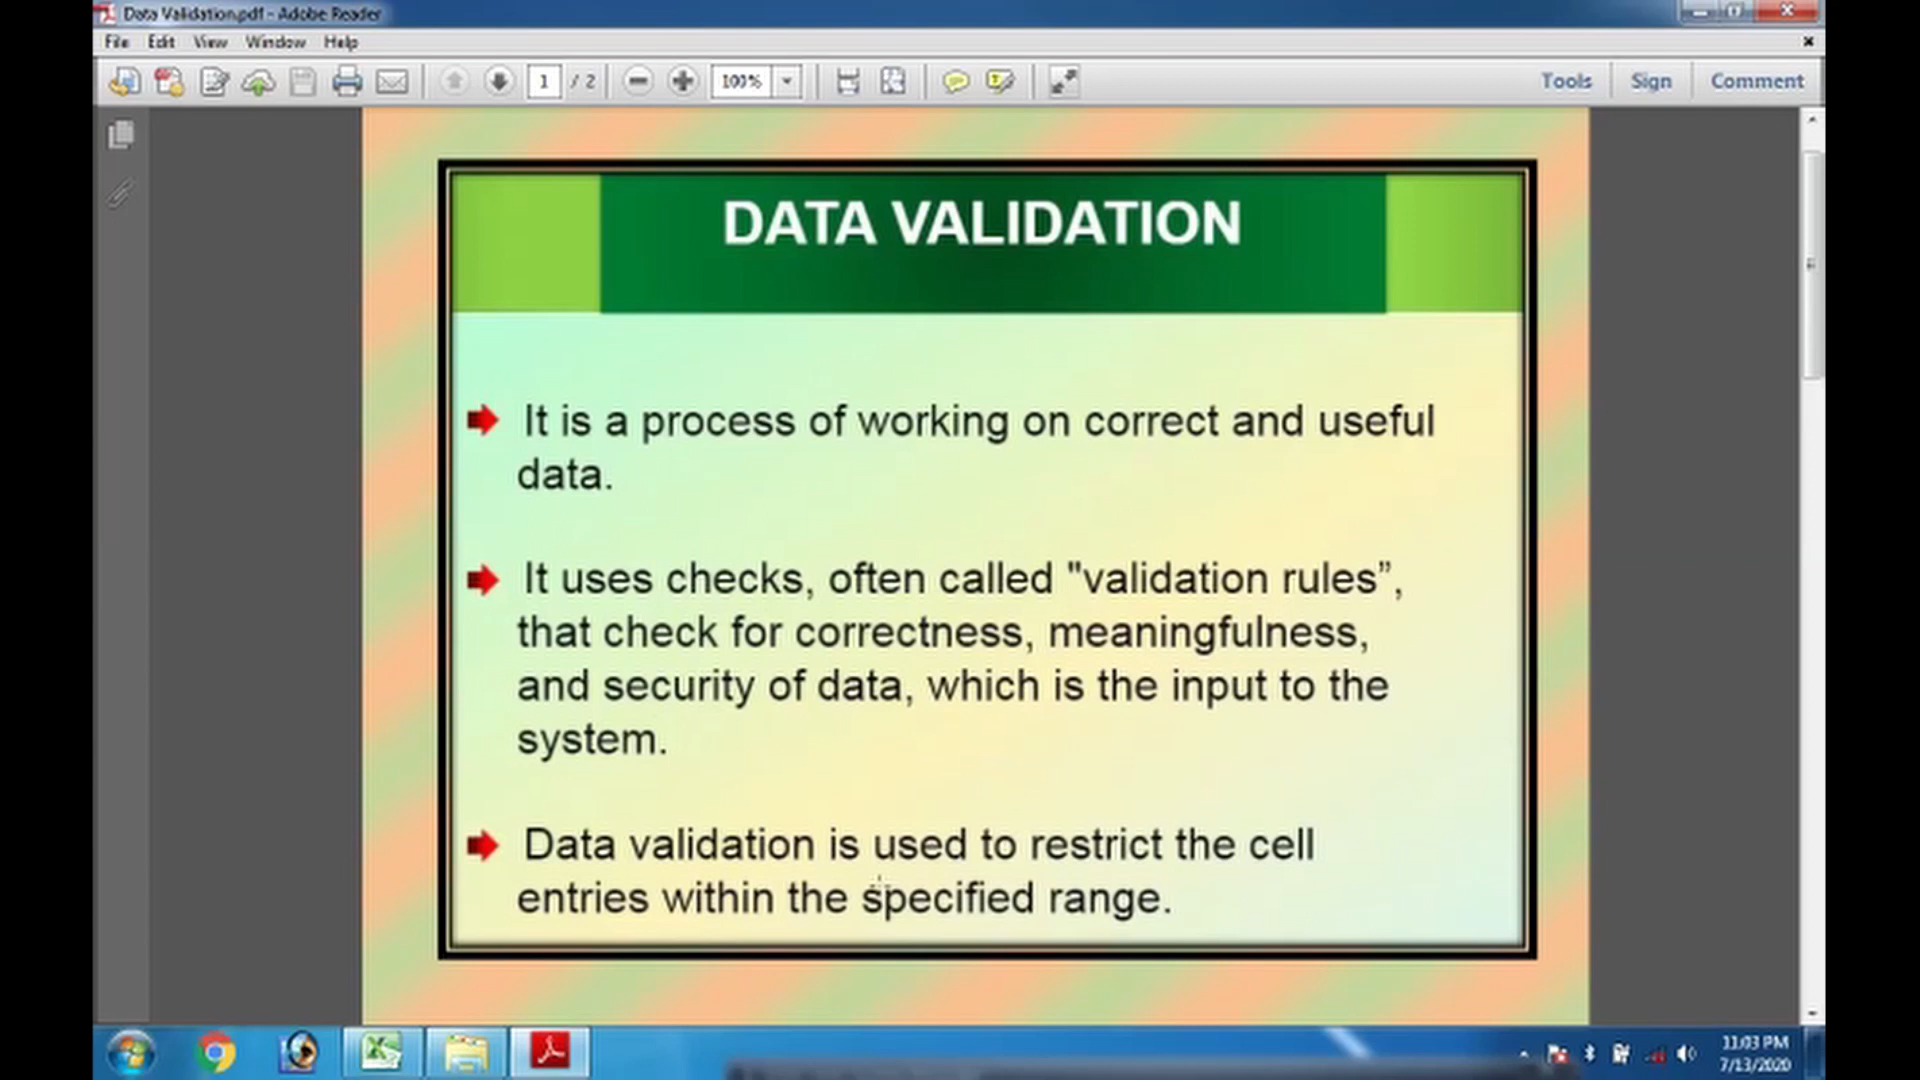 Data Validation.pdf - Adobe Reader
File Edit View Window Help
1 / 2 100% Tools Sign Comment
DATA VALIDATION
It is a process of working on correct and useful
data.
It uses checks, often called "validation rules”,
that check for correctness, meaningfulness,
and security of data, which is the input to the
system.
Data validation is used to restrict the cell
entries within the specified range.
11:03 PM
7/13/2020